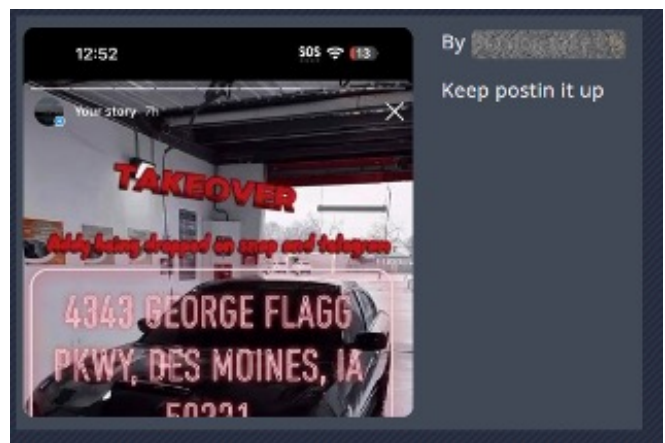 12:52 SOS 13
Your story 7h
TAKEOVER
Addy being dropped on snap and telegram
4343 GEORGE FLAGG
PKWY, DES MOINES, IA
50321
By
Keep postin it up